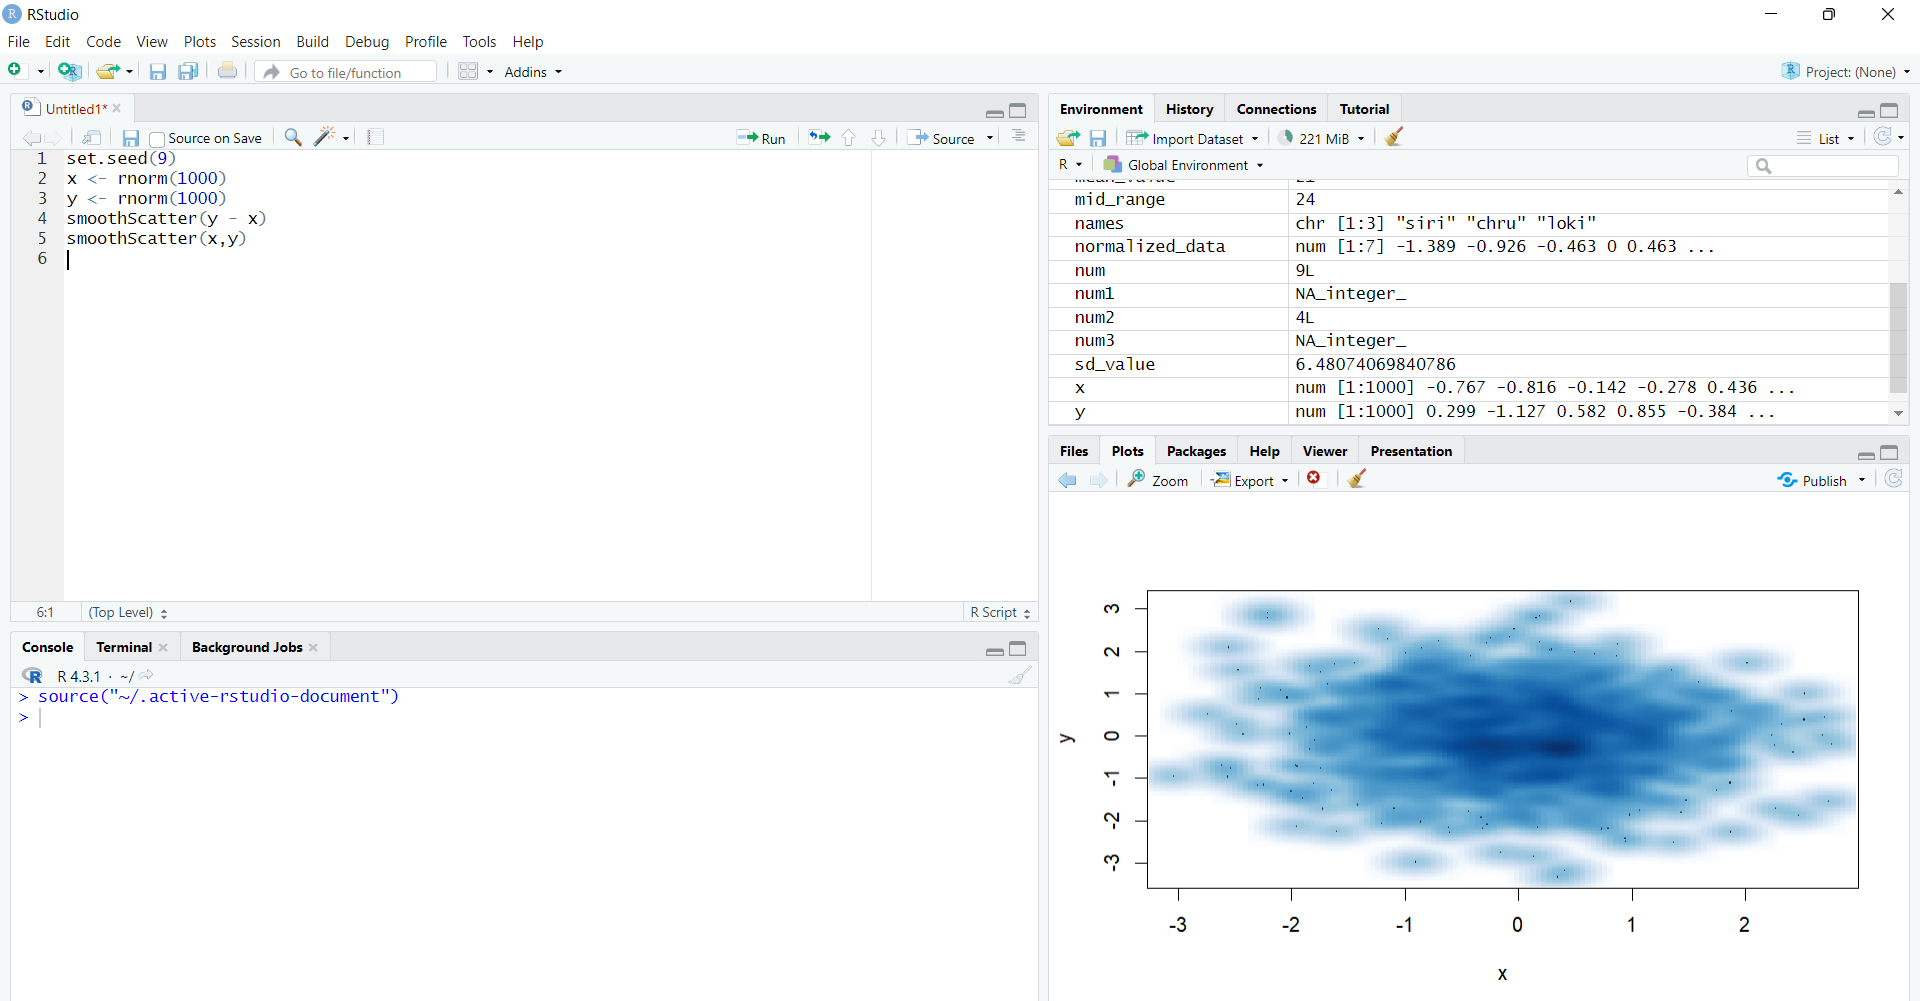 RStudio
File Edit Code View Plots Session Build Debug Profile Tools Help
Go to file/function Addins Project: (None)
Untitled1*
Source on Save Run Source
1 set.seed(9)
2 x <- rnorm(1000)
3 y <- rnorm(1000)
4 smoothScatter(y - x)
5 smoothScatter(x,y)
6
6:1 (Top Level) R Script
Console Terminal Background Jobs
R 4.3.1 · ~/
> source("~/.active-rstudio-document")
>
Environment History Connections Tutorial
Import Dataset 221 MiB List
R Global Environment
mid_range 24
names chr [1:3] "siri" "chru" "loki"
normalized_data num [1:7] -1.389 -0.926 -0.463 0 0.463 ...
num 9L
num1 NA_integer_
num2 4L
num3 NA_integer_
sd_value 6.48074069840786
x num [1:1000] -0.767 -0.816 -0.142 -0.278 0.436 ...
y num [1:1000] 0.299 -1.127 0.582 0.855 -0.384 ...
Files Plots Packages Help Viewer Presentation
Zoom Export Publish
3
2
1
0
-1
-2
-3
y
-3 -2 -1 0 1 2
x